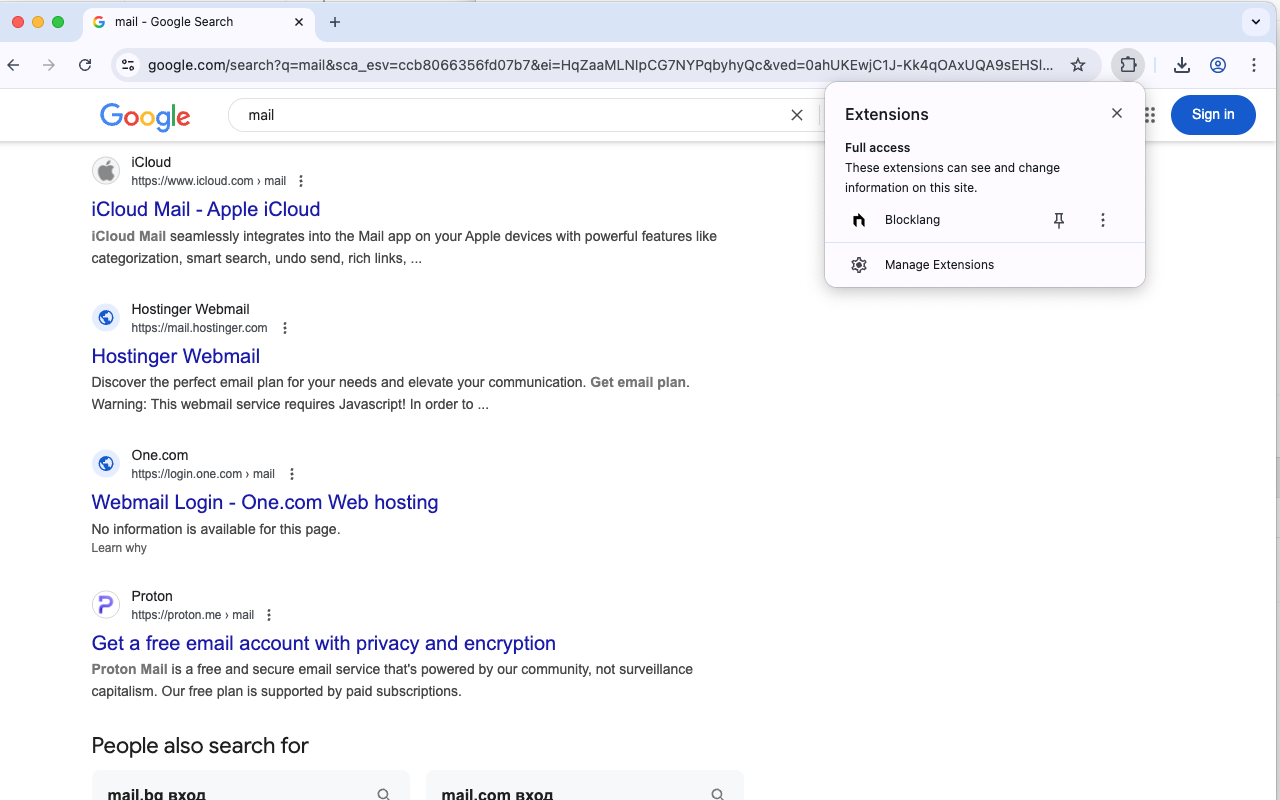 mail - Google Search
google.com/search?q=mail&sca_esv=ccb8066356fd07b7&ei=HqZaaMLNIpCG7NYPqbyhyQc&ved=0ahUKEwjC1J-Kk4qOAxUQA9sEHSI...
Google
mail
Sign in
Extensions
Full access
These extensions can see and change
information on this site.
Blocklang
Manage Extensions
iCloud
https://www.icloud.com › mail
iCloud Mail - Apple iCloud
iCloud Mail seamlessly integrates into the Mail app on your Apple devices with powerful features like
categorization, smart search, undo send, rich links, ...
Hostinger Webmail
https://mail.hostinger.com
Hostinger Webmail
Discover the perfect email plan for your needs and elevate your communication. Get email plan.
Warning: This webmail service requires Javascript! In order to ...
One.com
https://login.one.com › mail
Webmail Login - One.com Web hosting
No information is available for this page.
Learn why
Proton
https://proton.me › mail
Get a free email account with privacy and encryption
Proton Mail is a free and secure email service that's powered by our community, not surveillance
capitalism. Our free plan is supported by paid subscriptions.
People also search for
mail.bg вход
mail.com вход